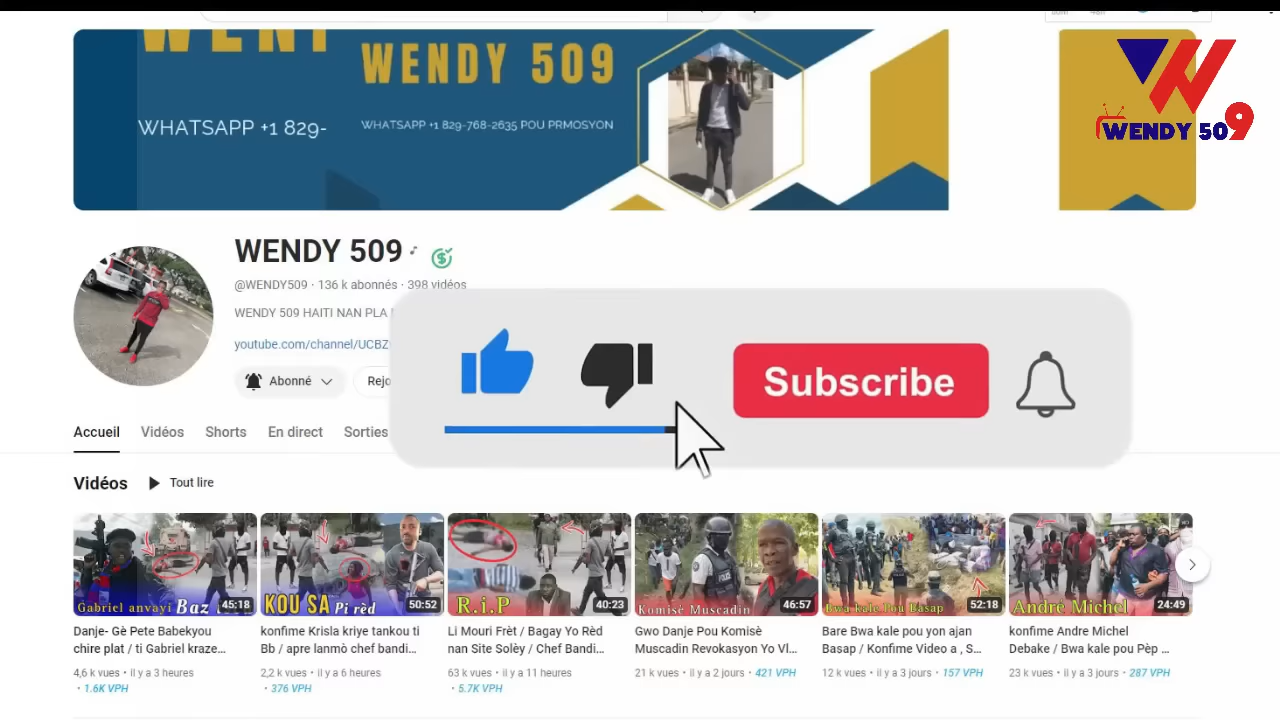 WENDY 509
WHATSAPP +1 829-
WHATSAPP +1 829-768-2635 POU PRMOSYON
WENDY 509
WENDY 509
@WENDY509 · 136 k abonnés · 398 vidéos
WENDY 509 HAITI NAN PLA
youtube.com/channel/UCBZ
Abonné
Rejo
Subscribe
Accueil
Vidéos
Shorts
En direct
Sorties
Vidéos
Tout lire
Gabriel anvayi Baz
45:18
KOU SA Pi rèd
50:52
R.i.P
40:23
Komisè Muscadin
46:57
Bwa kale pou Basap
52:18
André Michel
24:49
Danje- Gè Pete Babekyou
chire plat / ti Gabriel kraze...
4,6 k vues • il y a 3 heures
• 1.6K VPH
konfime Krisla kriye tankou ti
Bb / apre lanmò chef bandi...
2,2 k vues • il y a 6 heures
• 376 VPH
Li Mouri Frèt / Bagay Yo Rèd
nan Site Solèy / Chef Bandi...
63 k vues • il y a 11 heures
• 5.7K VPH
Gwo Danje Pou Komisè
Muscadin Revokasyon Yo Vl...
21 k vues • il y a 2 jours • 421 VPH
Bare Bwa kale pou yon ajan
Basap / Konfime Video a , S...
12 k vues • il y a 3 jours • 157 VPH
konfime Andre Michel
Debake / Bwa kale pou Pèp ...
23 k vues • il y a 3 jours • 287 VPH